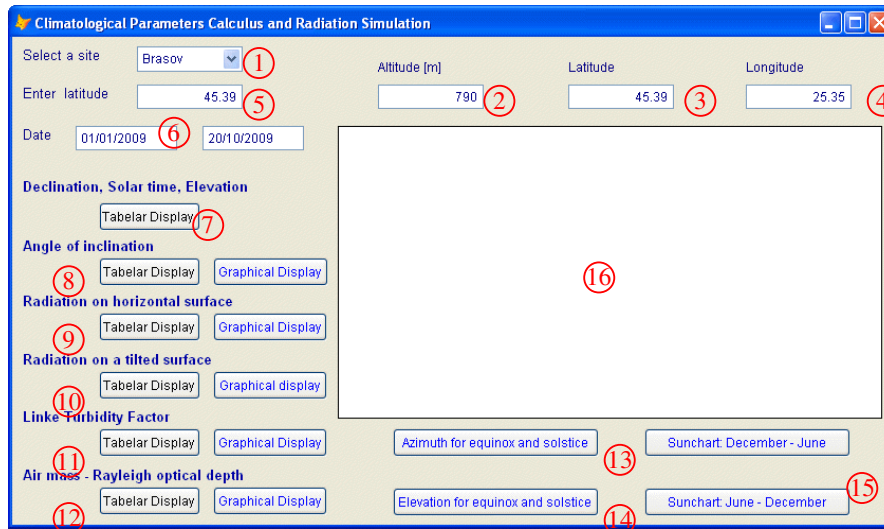 Climatological Parameters Calculus and Radiation Simulation
Select a site Brasov 1
Altitude [m] Latitude Longitude
Enter latitude 45.39 5 790 2 45.39 3 25.35 4
Date 01/01/2009 6 20/10/2009
Declination, Solar time, Elevation
Tabelar Display 7
Angle of inclination
8 Tabelar Display Graphical Display 16
Radiation on horizontal surface
9 Tabelar Display Graphical Display
Radiation on a tilted surface
10 Tabelar Display Graphical display
Linke Turbidity Factor
11 Tabelar Display Graphical Display Azimuth for equinox and solstice 13 Sunchart: December - June
Air mass - Rayleigh optical depth
12 Tabelar Display Graphical Display Elevation for equinox and solstice 14 Sunchart: June - December 15